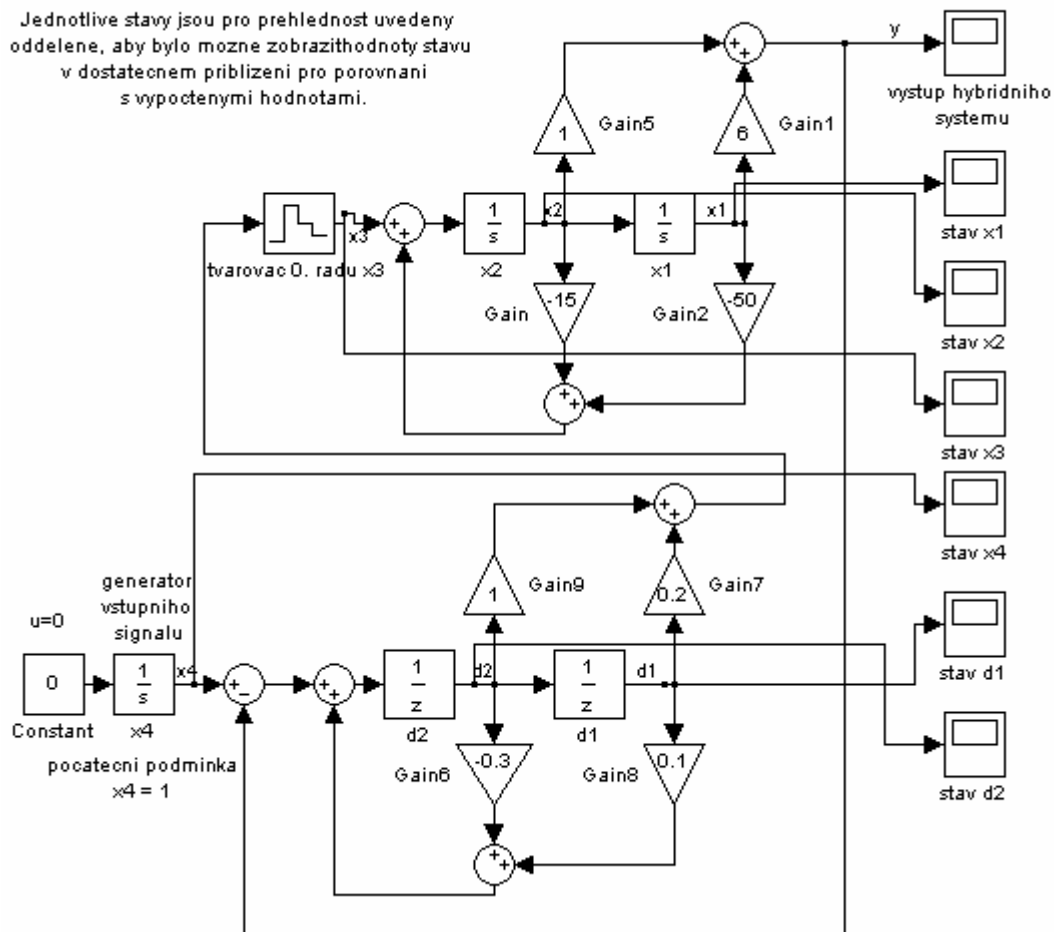 Jednotlive stavy jsou pro prehlednost uvedeny
oddelene, aby bylo mozne zobrazithodnoty stavu
v dostatecnem priblizeni pro porovnani
s vypoctenymi hodnotami.
y
vystup hybridniho
systemu
1
Gain5
6
Gain1
x3
tvarovac 0. radu x3
1
s
x2
x2
1
s
x1
x1
stav x1
-15
Gain
-50
Gain2
stav x2
stav x3
stav x4
1
Gain9
0.2
Gain7
generator
vstupniho
signalu
u=0
0
Constant
1
s
x4
x4
pocatecni podminka
x4 = 1
1
z
d2
d2
1
z
d1
d1
stav d1
-0.3
Gain6
0.1
Gain8
stav d2